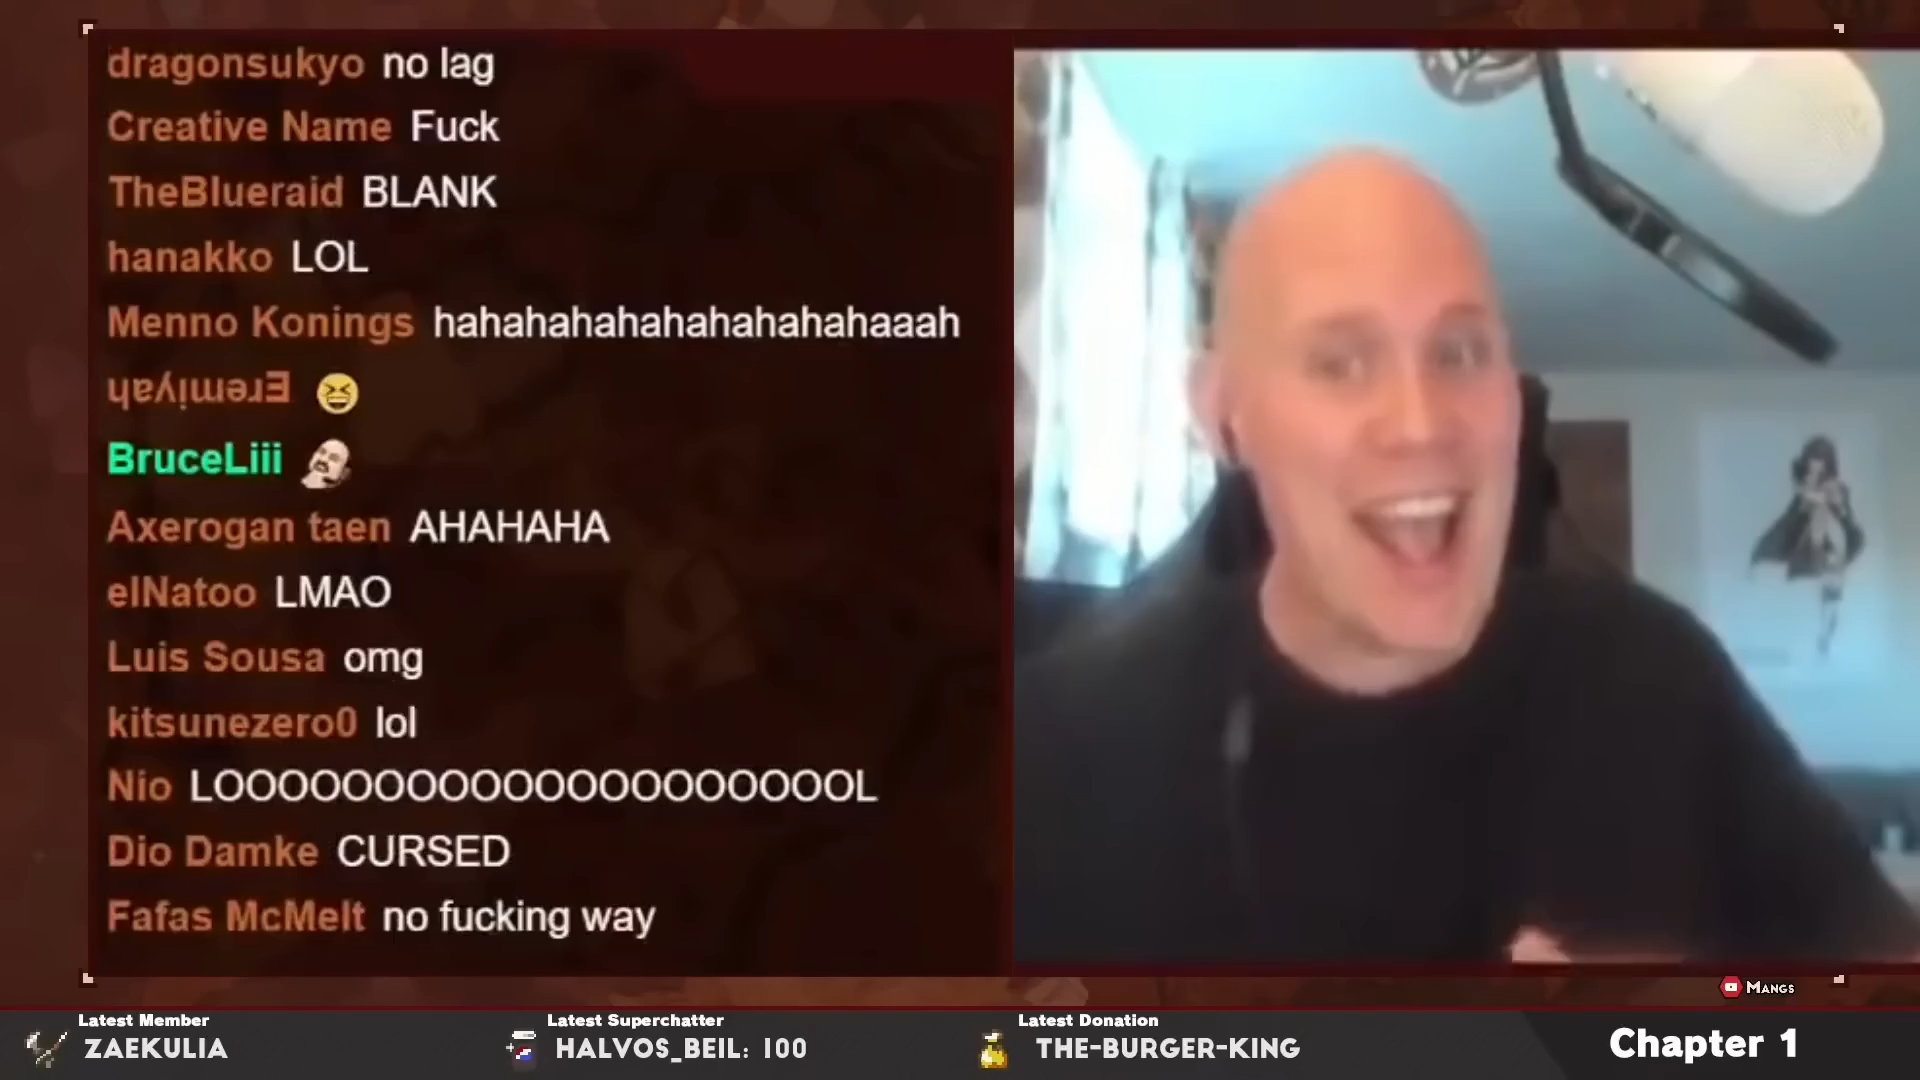 dragonsukyo no lag
Creative Name Fuck
TheBlueraid BLANK
hanakko LOL
Menno Konings hahahahahahahahahahaaah
ɥɐʎᴉɯǝɹƎ 😆
BruceLiii
Axerogan taen AHAHAHA
elNatoo LMAO
Luis Sousa omg
kitsunezero0 lol
Nio LOOOOOOOOOOOOOOOOOOOOL
Dio Damke CURSED
Fafas McMelt no fucking way
Mangs
Latest Member
ZAEKULIA
Latest Superchatter
HALVOS_BEIL: 100
Latest Donation
THE-BURGER-KING
Chapter 1